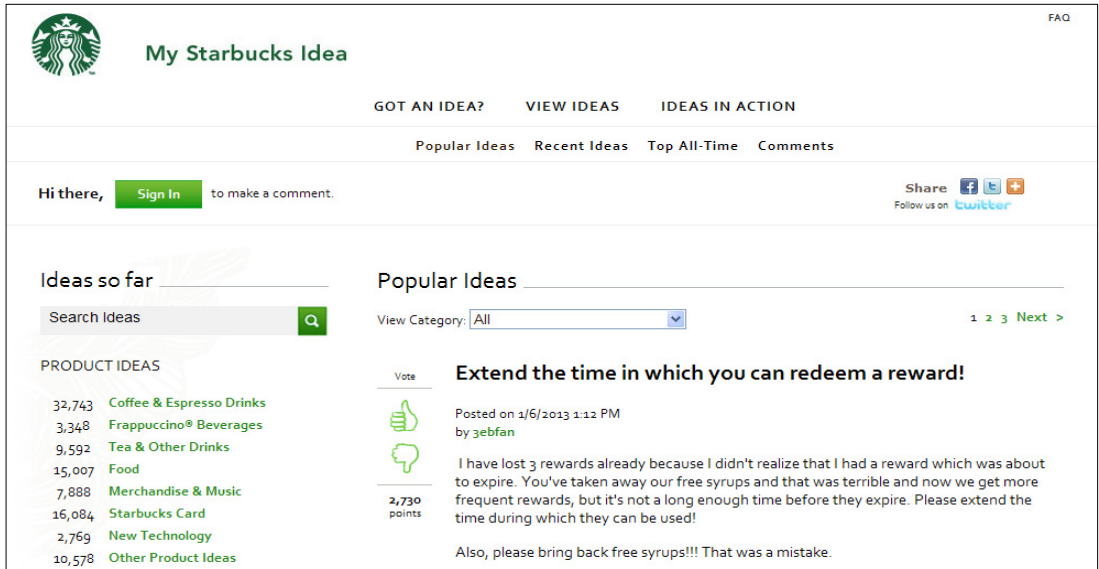 FAQ
My Starbucks Idea
GOT AN IDEA? VIEW IDEAS IDEAS IN ACTION
Popular Ideas Recent Ideas Top All-Time Comments
Hi there, Sign In to make a comment.
Share
Follow us on twitter
Ideas so far
Search Ideas
PRODUCT IDEAS
32,743 Coffee & Espresso Drinks
3,348 Frappuccino® Beverages
9,592 Tea & Other Drinks
15,007 Food
7,888 Merchandise & Music
16,084 Starbucks Card
2,769 New Technology
10,578 Other Product Ideas
Popular Ideas
View Category: All
1 2 3 Next >
Vote
2,730
points
Extend the time in which you can redeem a reward!
Posted on 1/6/2013 1:12 PM
by 3ebfan
I have lost 3 rewards already because I didn't realize that I had a reward which was about
to expire. You've taken away our free syrups and that was terrible and now we get more
frequent rewards, but it's not a long enough time before they expire. Please extend the
time during which they can be used!
Also, please bring back free syrups!!! That was a mistake.